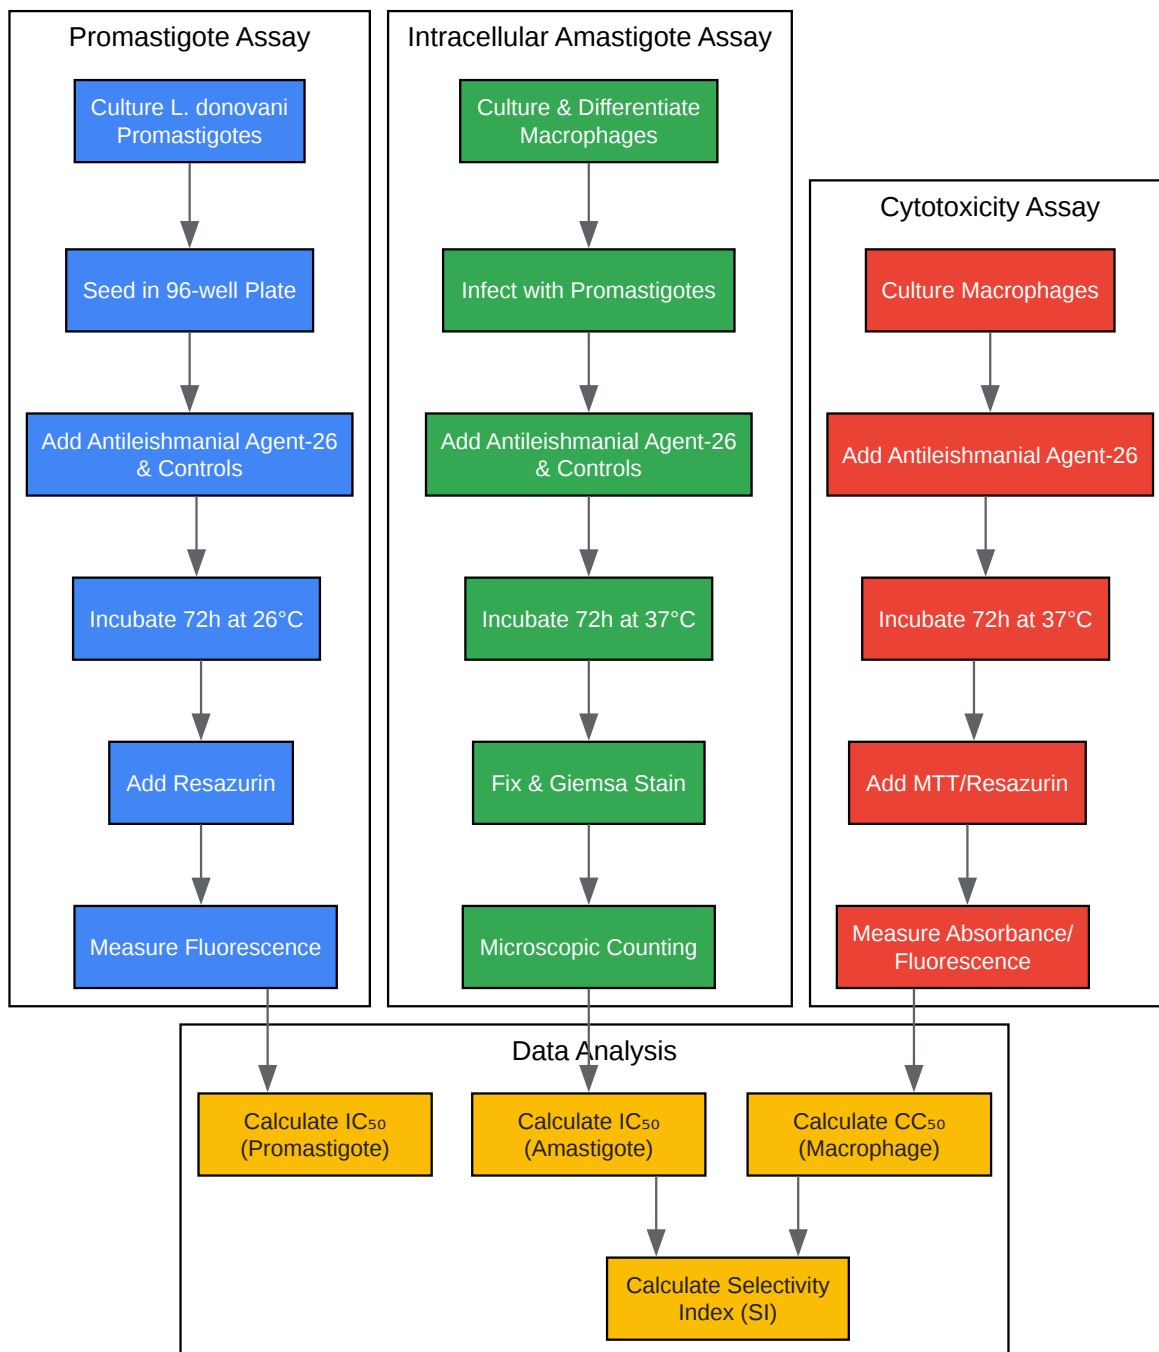 Promastigote Assay
Culture L. donovani
Promastigotes
Seed in 96-well Plate
Add Antileishmanial Agent-26
& Controls
Incubate 72h at 26°C
Add Resazurin
Measure Fluorescence
Intracellular Amastigote Assay
Culture & Differentiate
Macrophages
Infect with Promastigotes
Add Antileishmanial Agent-26
& Controls
Incubate 72h at 37°C
Fix & Giemsa Stain
Microscopic Counting
Cytotoxicity Assay
Culture Macrophages
Add Antileishmanial Agent-26
Incubate 72h at 37°C
Add MTT/Resazurin
Measure Absorbance/
Fluorescence
Data Analysis
Calculate IC₅₀
(Promastigote)
Calculate IC₅₀
(Amastigote)
Calculate CC₅₀
(Macrophage)
Calculate Selectivity
Index (SI)